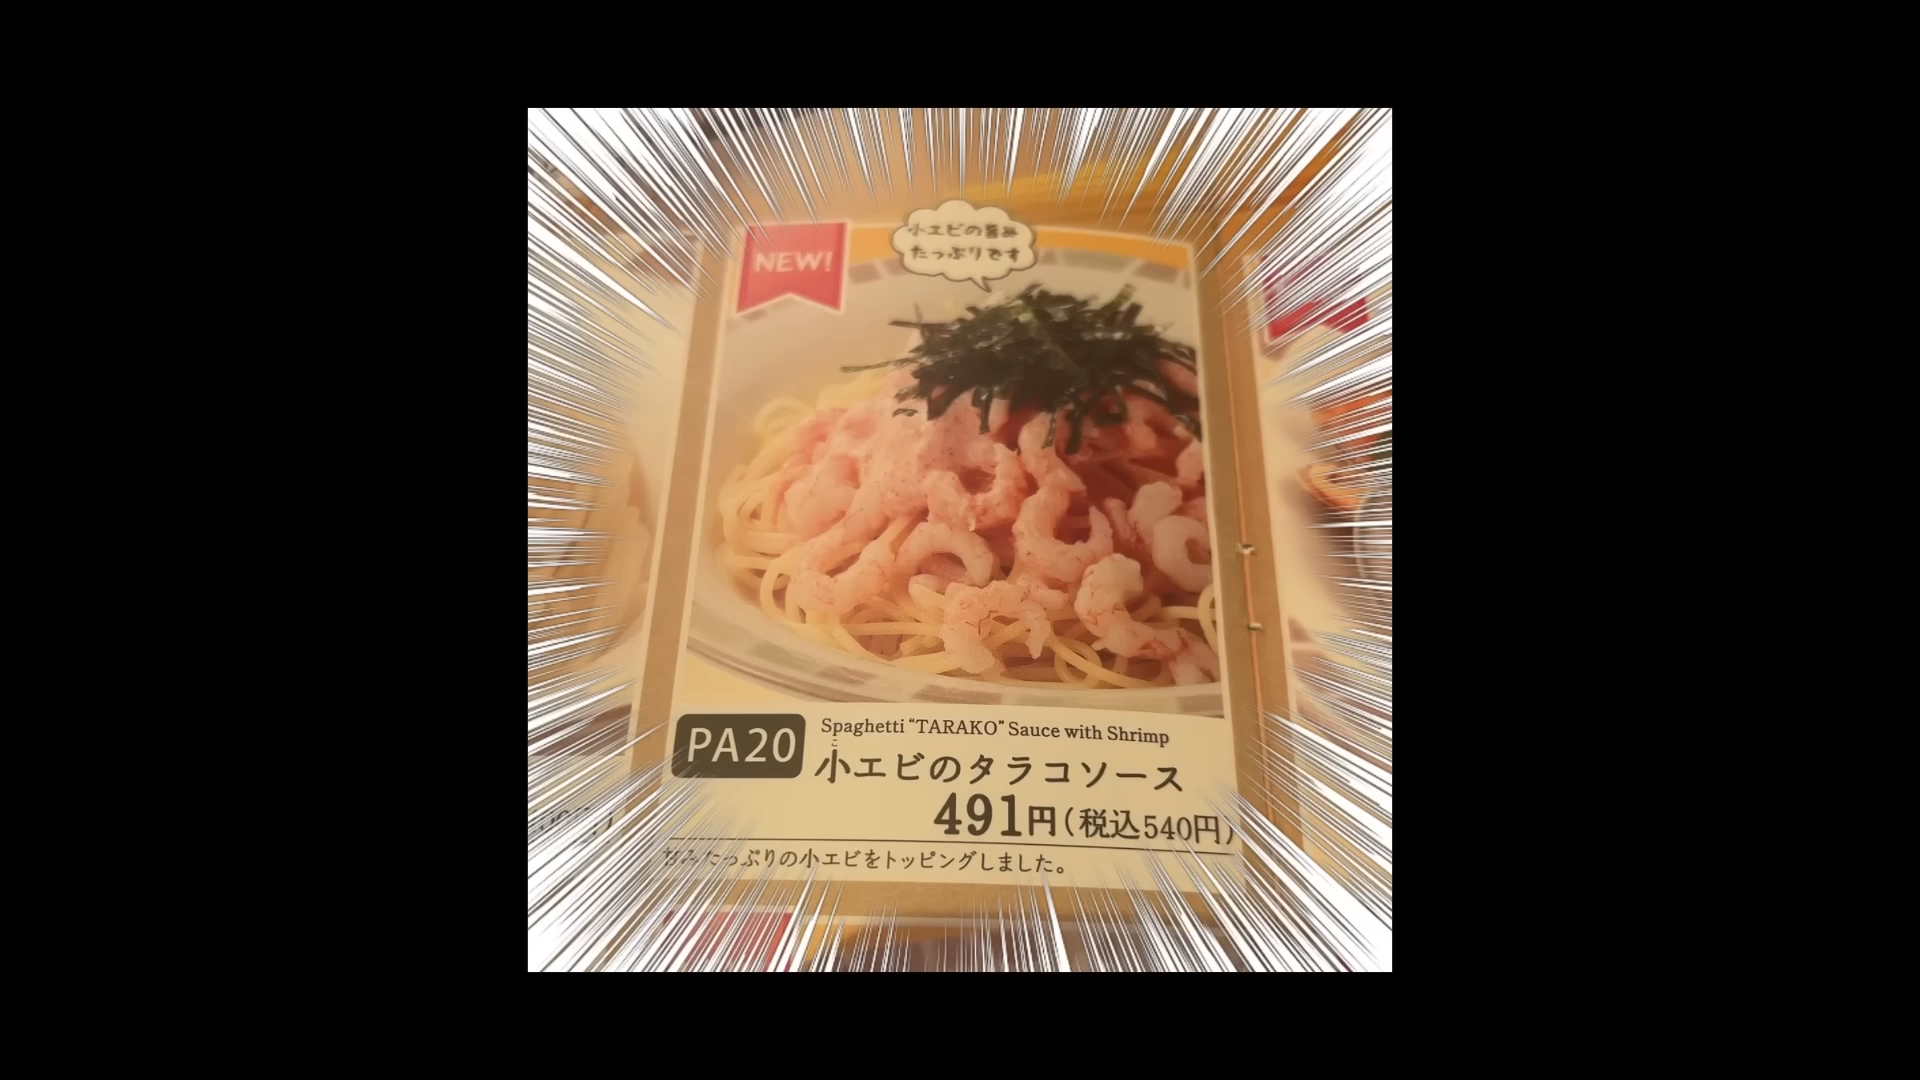 NEW!
小エビの旨み
たっぷりです
PA20
Spaghetti “TARAKO” Sauce with Shrimp
こ
小エビのタラコソース
491円(税込540円)
甘みたっぷりの小エビをトッピングしました。